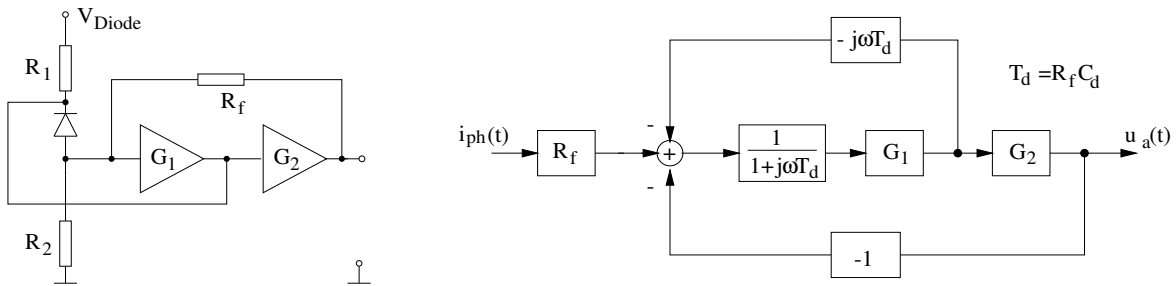 V_Diode
R_1
R_f
G_1
G_2
R_2
- jωT_d
T_d =R_f C_d
i_ph(t)
R_f
-
-
+
-
1
1+jωT_d
G_1
G_2
u_a(t)
-1